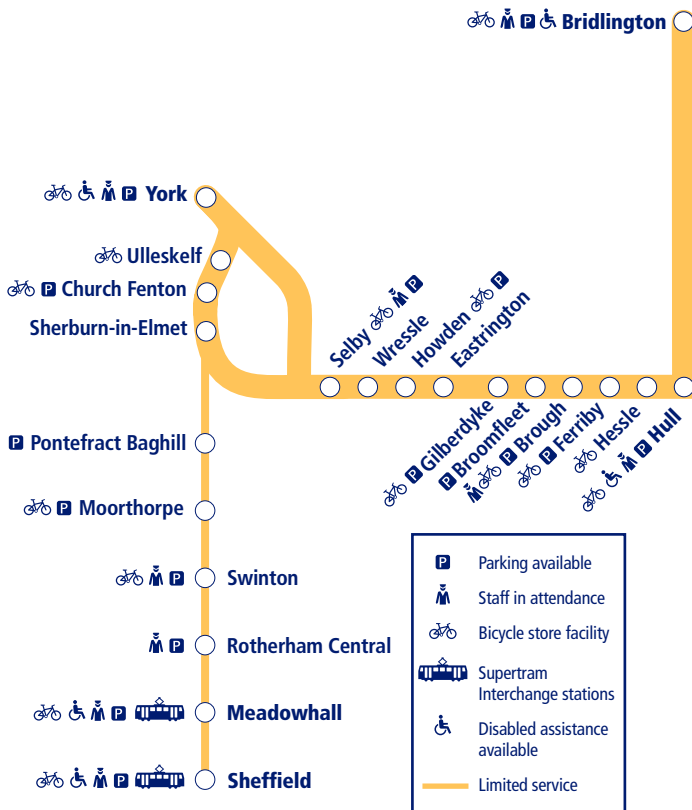 Bridlington
York
Ulleskelf
Church Fenton
Sherburn-in-Elmet
Selby
Wressle
Howden
Eastrington
Gilberdyke
Broomfleet
Brough
Ferriby
Hessle
Hull
Pontefract Baghill
Moorthorpe
Swinton
Rotherham Central
Meadowhall
Sheffield
P Parking available
Staff in attendance
Bicycle store facility
Supertram
Interchange stations
Disabled assistance
available
Limited service